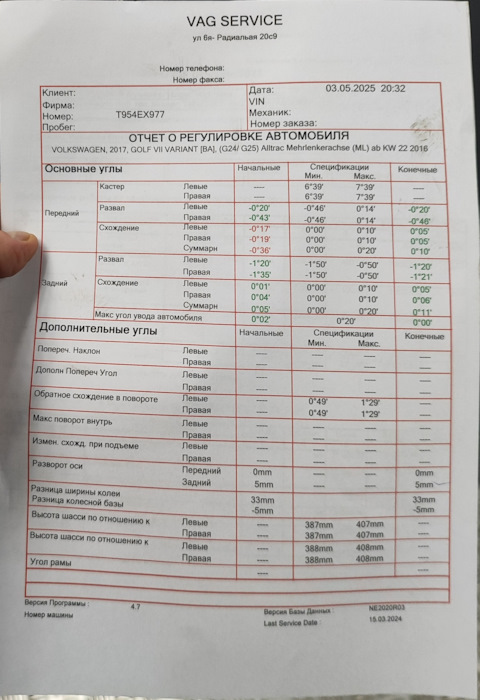 VAG SERVICE
ул 6я- Радиальая 20с9
Номер телефона:
Номер факса:
Клиент:
Фирма:
Номер: T954EX977
Пробег:
Дата: 03.05.2025 20:32
VIN
Механик:
Номер заказа:
ОТЧЕТ О РЕГУЛИРОВКЕ АВТОМОБИЛЯ
VOLKSWAGEN, 2017, GOLF VII VARIANT [BA], (G24/ G25) Alltrac Mehrlenkerachse (ML) ab KW 22 2016
Основные углы Начальные Спецификации Конечные
Мин. Макс.
Кастер Левые ---- 6°39' 7°39' ----
Правая ---- 6°39' 7°39' ----
Передний Развал Левые -0°20' -0°46' 0°14' -0°20'
Правая -0°43' -0°46' 0°14' -0°46'
Схождение Левые -0°17' 0°00' 0°10' 0°05'
Правая -0°19' 0°00' 0°10' 0°05'
Суммарн -0°36' 0°00' 0°20' 0°10'
Развал Левые -1°20' -1°50' -0°50' -1°20'
Правая -1°35' -1°50' -0°50' -1°21'
Задний Схождение Левые 0°01' 0°00' 0°10' 0°05'
Правая 0°04' 0°00' 0°10' 0°06'
Суммарн 0°05' 0°00' 0°20' 0°11'
Макс угол увода автомобиля 0°02' 0°20' 0°00'
Дополнительные углы Начальные Спецификации Конечные
Мин. Макс.
Попереч. Наклон Левые ---- ----
Правая ---- ----
Дополн Попереч Угол Левые ---- ----
Правая ---- ----
Обратное схождение в повороте Левые ---- 0°49' 1°29' ----
Правая ---- 0°49' 1°29' ----
Макс поворот внутрь Левые ---- ---- ---- ----
Правая ---- ---- ---- ----
Измен. схожд. при подъеме Левые ---- ---- ---- ----
Правая ---- ---- ---- ----
Разворот оси Передний 0mm ---- ---- 0mm
Задний 5mm ---- ---- 5mm
Разница ширины колеи 33mm ---- ---- 33mm
Разница колесной базы -5mm ---- ---- -5mm
Высота шасси по отношению к Левые ---- 387mm 407mm ----
Правая ---- 387mm 407mm ----
Высота шасси по отношению к Левые ---- 388mm 408mm ----
Правая ---- 388mm 408mm ----
Угол рамы ---- ----
Версия Программы : 4.7 Версия Базы Данных : NE2020R03
Номер машины Last Service Date : 15.03.2024